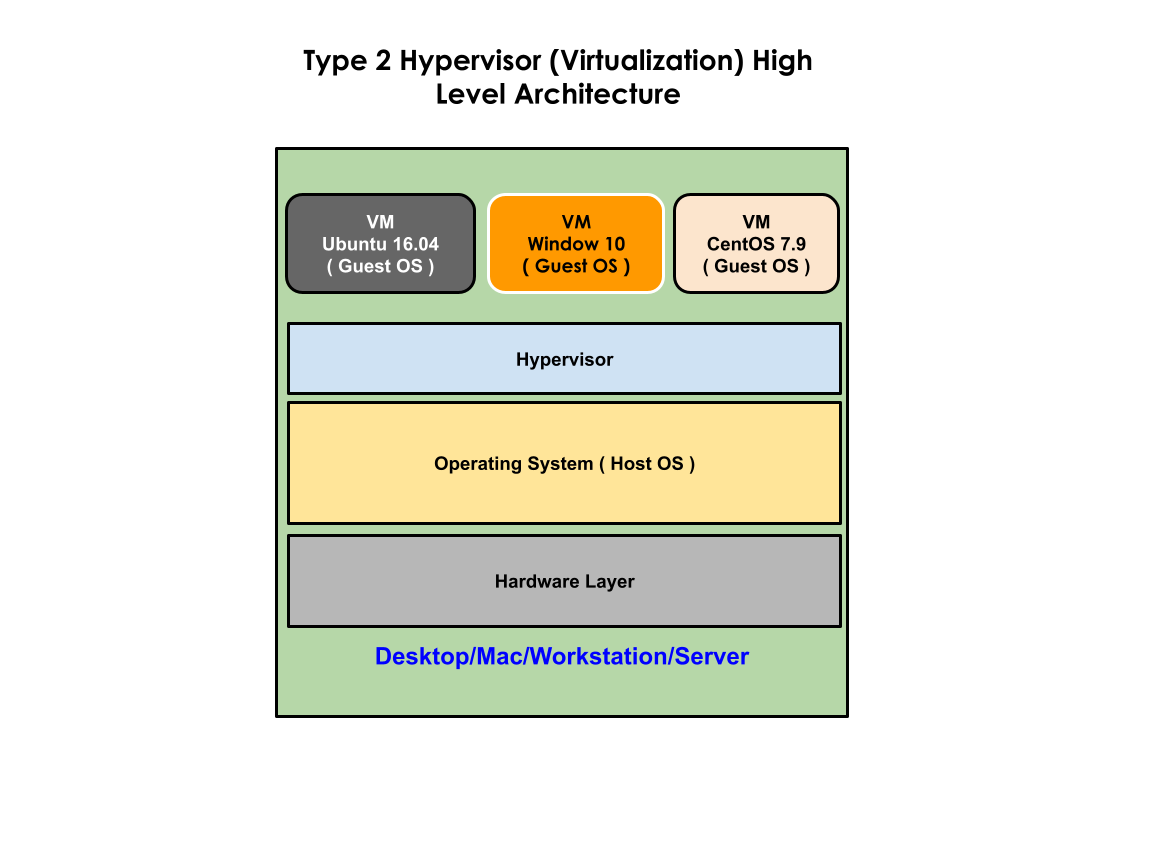 Type 2 Hypervisor (Virtualization) High
Level Architecture
VM
Ubuntu 16.04
( Guest OS )
VM
Window 10
( Guest OS )
VM
CentOS 7.9
( Guest OS )
Hypervisor
Operating System ( Host OS )
Hardware Layer
Desktop/Mac/Workstation/Server